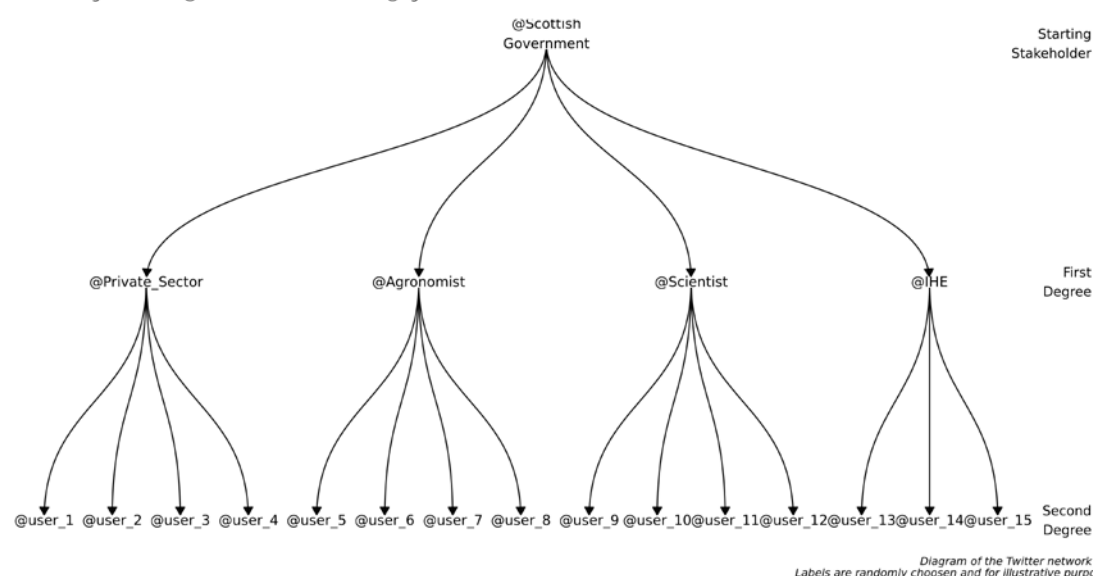 @Scottish
Government
Starting
Stakeholder
@Private_Sector
@Agronomist
@Scientist
@IHE
First
Degree
@user_1 @user_2 @user_3 @user_4 @user_5 @user_6 @user_7 @user_8 @user_9 @user_10 @user_11 @user_12 @user_13 @user_14 @user_15
Second
Degree
Diagram of the Twitter network
Labels are randomly choosen and for illustrative